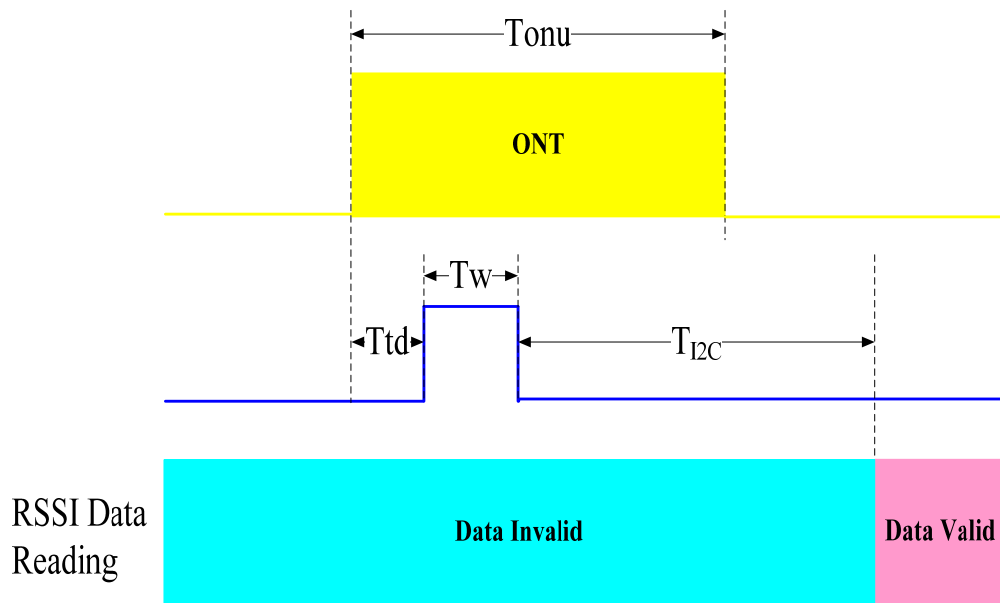 Tonu
ONT
Tw
Ttd
TI2C
RSSI Data
Reading
Data Invalid
Data Valid